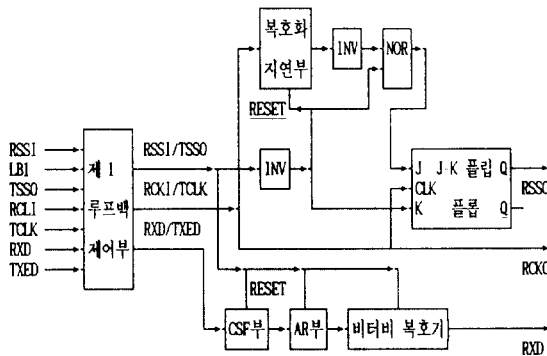 복호화
지연부
INV
NOR
RESET
RSSI
LBI
TSSO
RCLI
TCLK
RXD
TXED
제 1
루프백
제어부
RSSI/TSSO
RCKI/TCLK
RXD/TXED
INV
J J-K 플립 Q
CLK
K 플롭 Q
RSSO
RCKO
RESET
CSF부
AR부
비터비 복호기
RXD